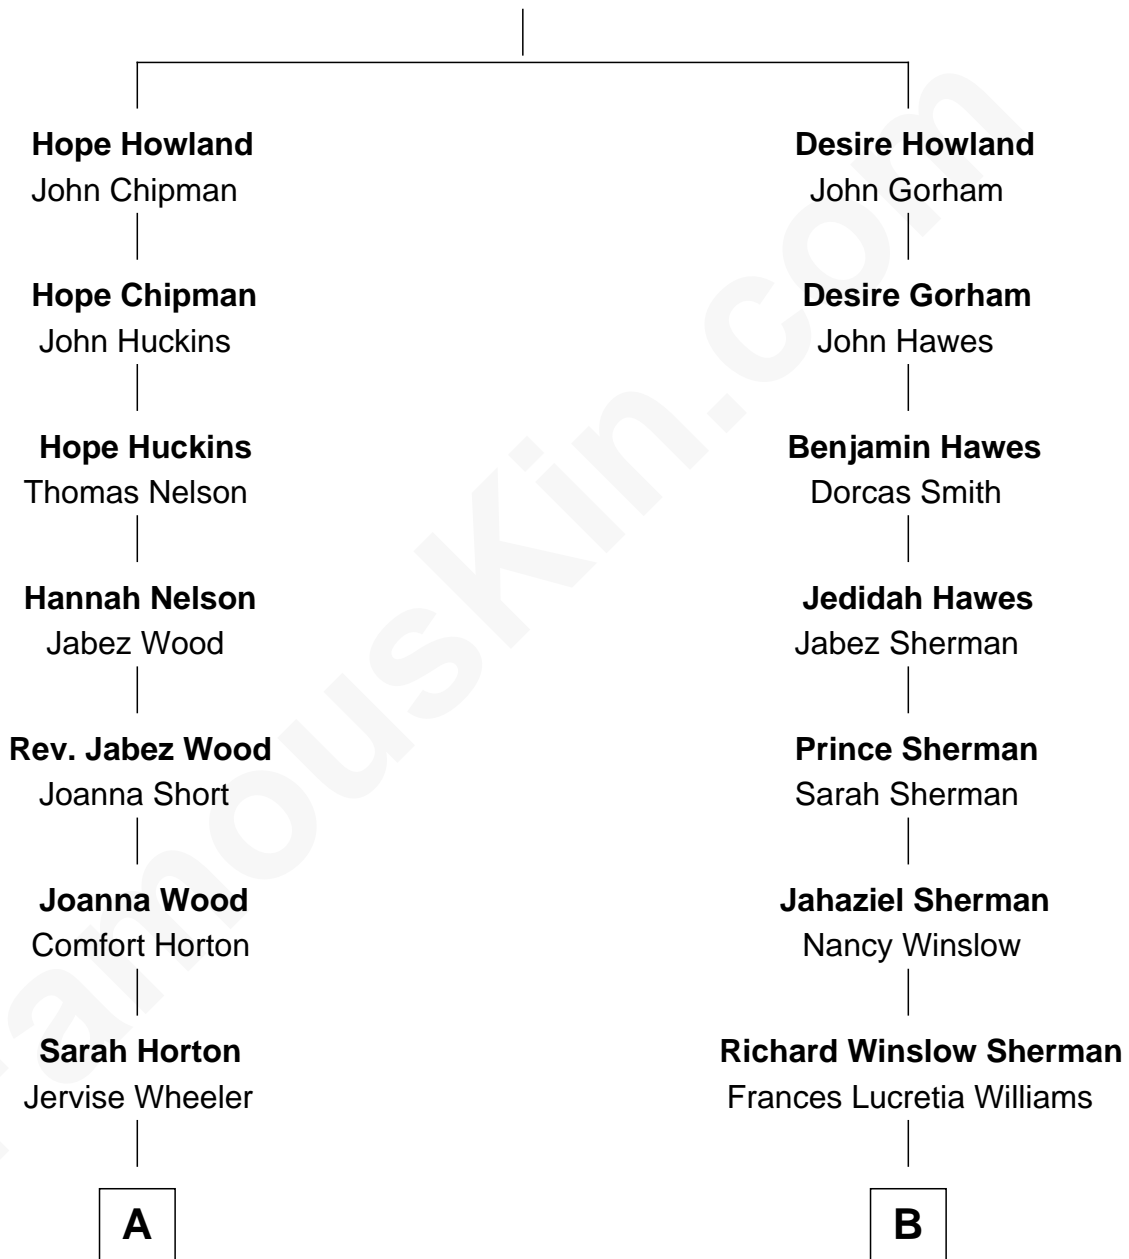 Hope Howland
John Chipman
Hope Chipman
John Huckins
Hope Huckins
Thomas Nelson
Hannah Nelson
Jabez Wood
Rev. Jabez Wood
Joanna Short
Joanna Wood
Comfort Horton
Sarah Horton
Jervise Wheeler
A
Desire Howland
John Gorham
Desire Gorham
John Hawes
Benjamin Hawes
Dorcas Smith
Jedidah Hawes
Jabez Sherman
Prince Sherman
Sarah Sherman
Jahaziel Sherman
Nancy Winslow
Richard Winslow Sherman
Frances Lucretia Williams
B
FamousKin.com